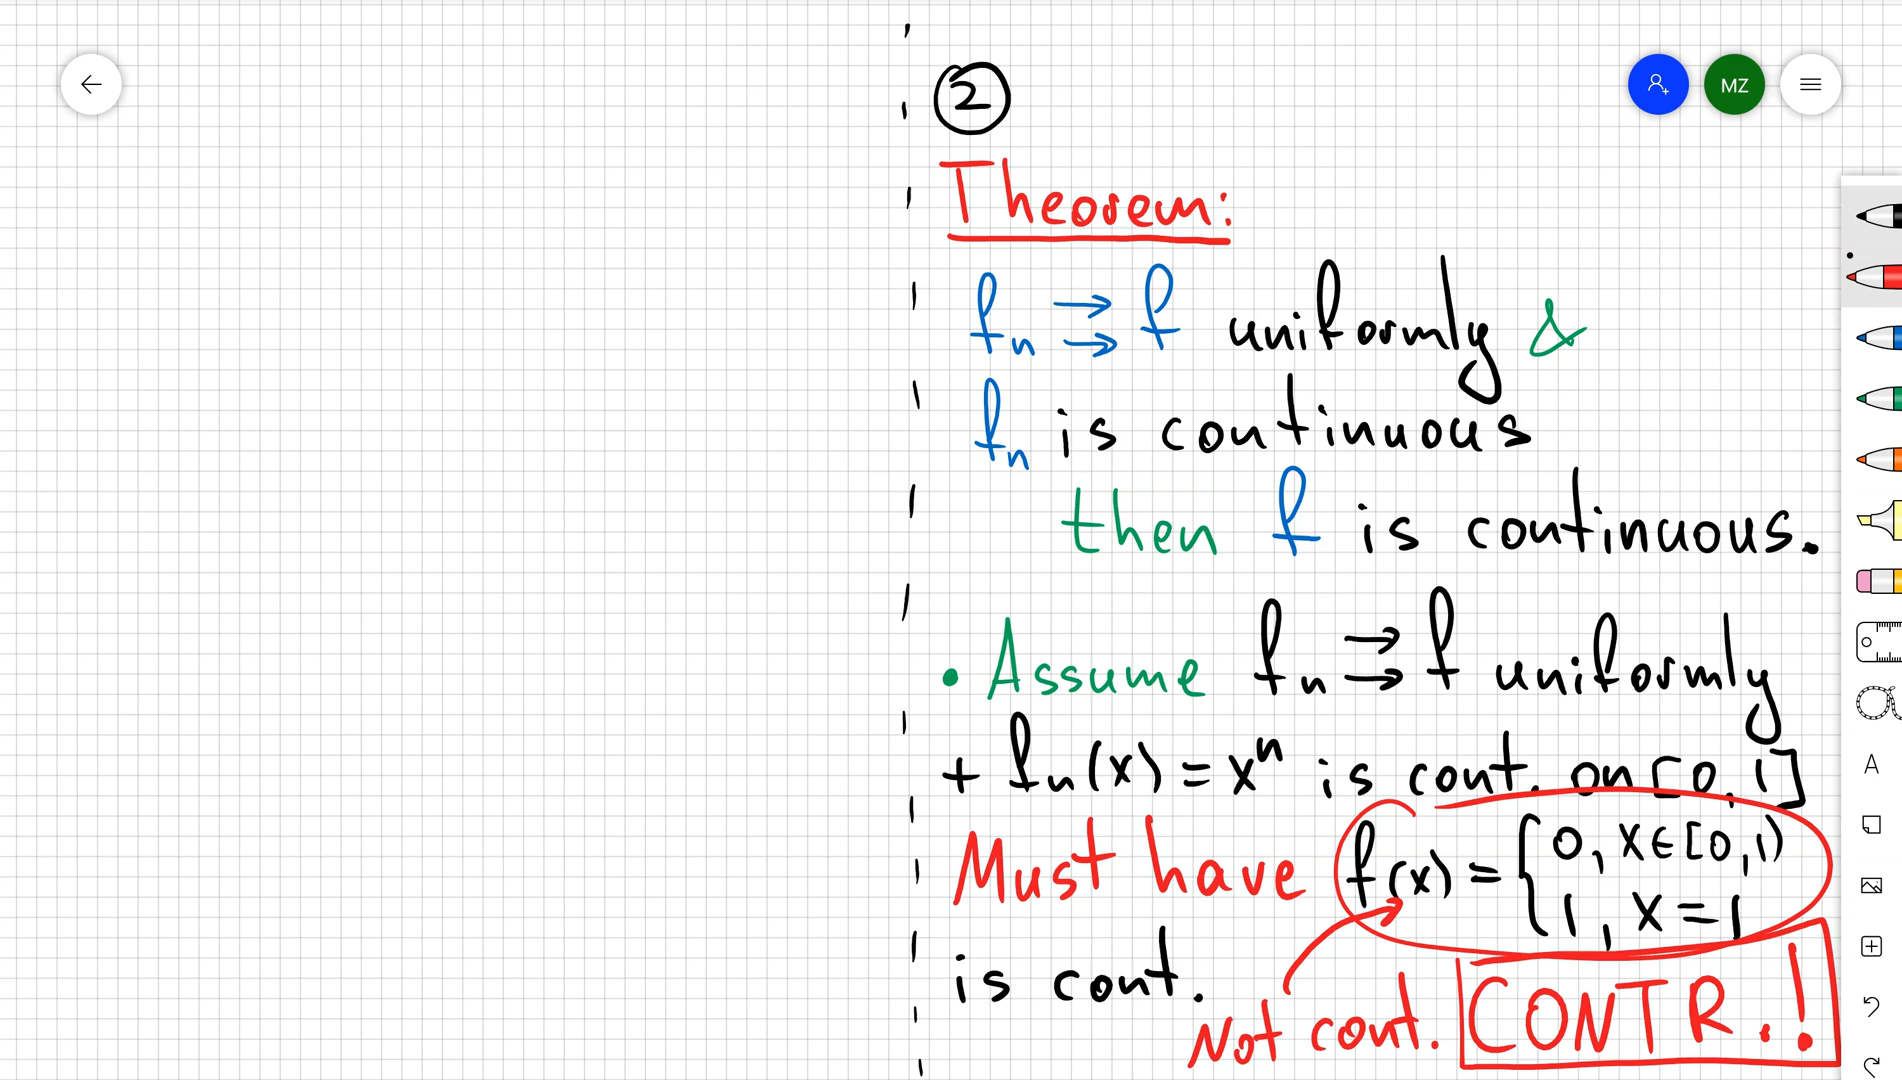 2
MZ
Theorem:
fn ⇉ f uniformly &
fn is continuous
then f is continuous.
• Assume fn ⇉ f uniformly
+ fn(x) = xⁿ is cont. on [0,1]
Must have f(x) = { 0, x∈[0,1)
1, x=1
is cont.
Not cont. CONTR.!
A